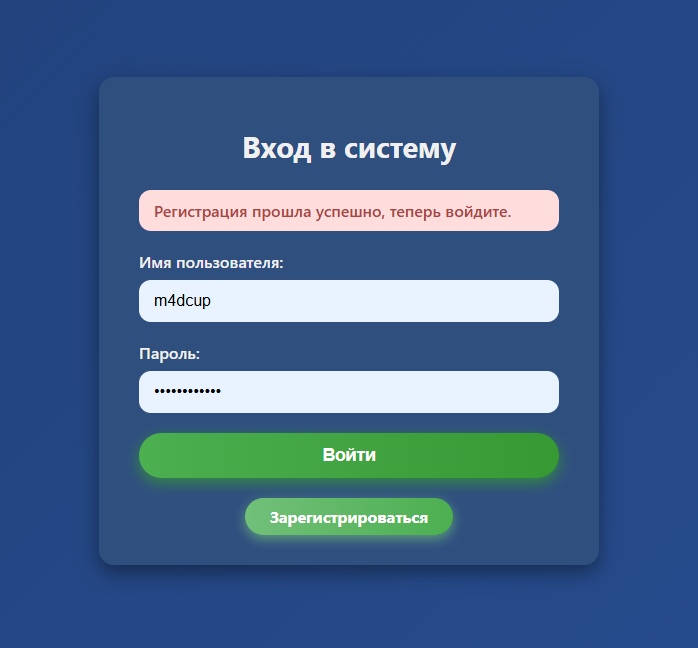 Вход в систему
Регистрация прошла успешно, теперь войдите.
Имя пользователя:
m4dcup
Пароль:
••••••••••••
Войти
Зарегистрироваться